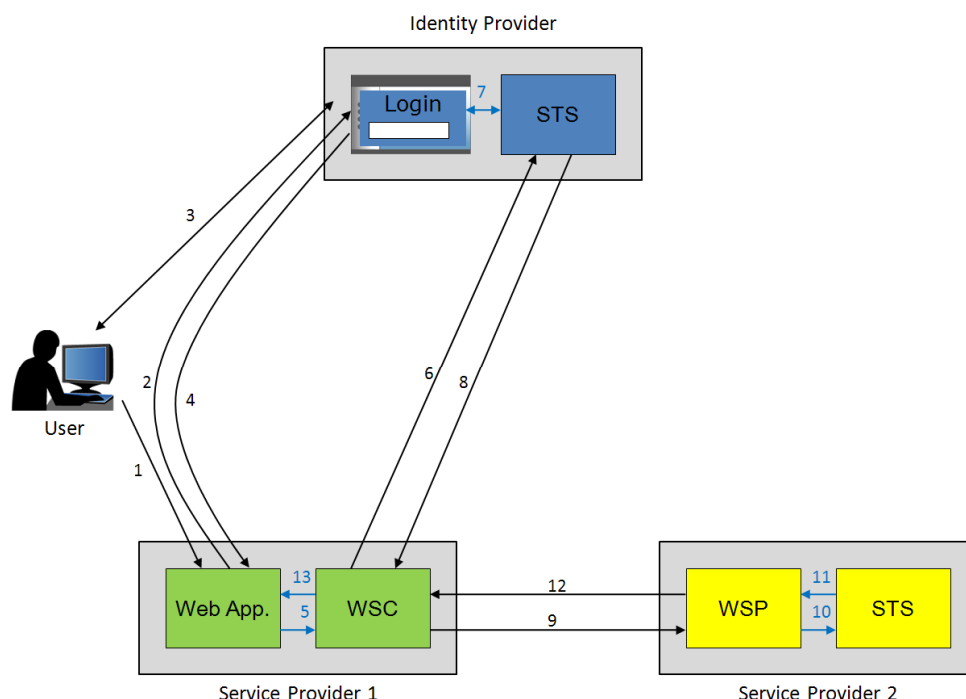 Identity Provider
Login
7
STS
3
2
4
6
8
User
1
13
5
Web App.
WSC
12
9
WSP
11
10
STS
Service Provider 1
Service Provider 2